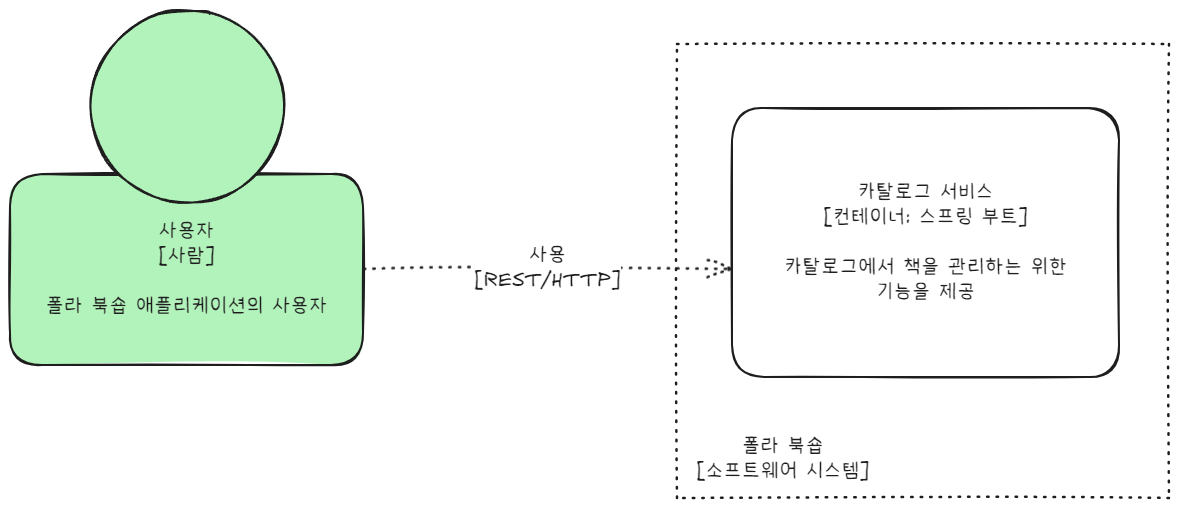 사용자
[사람]
폴라 북숍 애플리케이션의 사용자
사용
[REST/HTTP]
카탈로그 서비스
[컨테이너: 스프링 부트]
카탈로그에서 책을 관리하는 위한
기능을 제공
폴라 북숍
[소프트웨어 시스템]